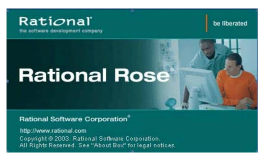 Rational®
the software development company
be liberated
Rational Rose®
Rational Software Corporation®
http://www.rational.com
Copyright © 2003. Rational Software Corporation.
All Rights Reserved. See "About Box" for legal notices